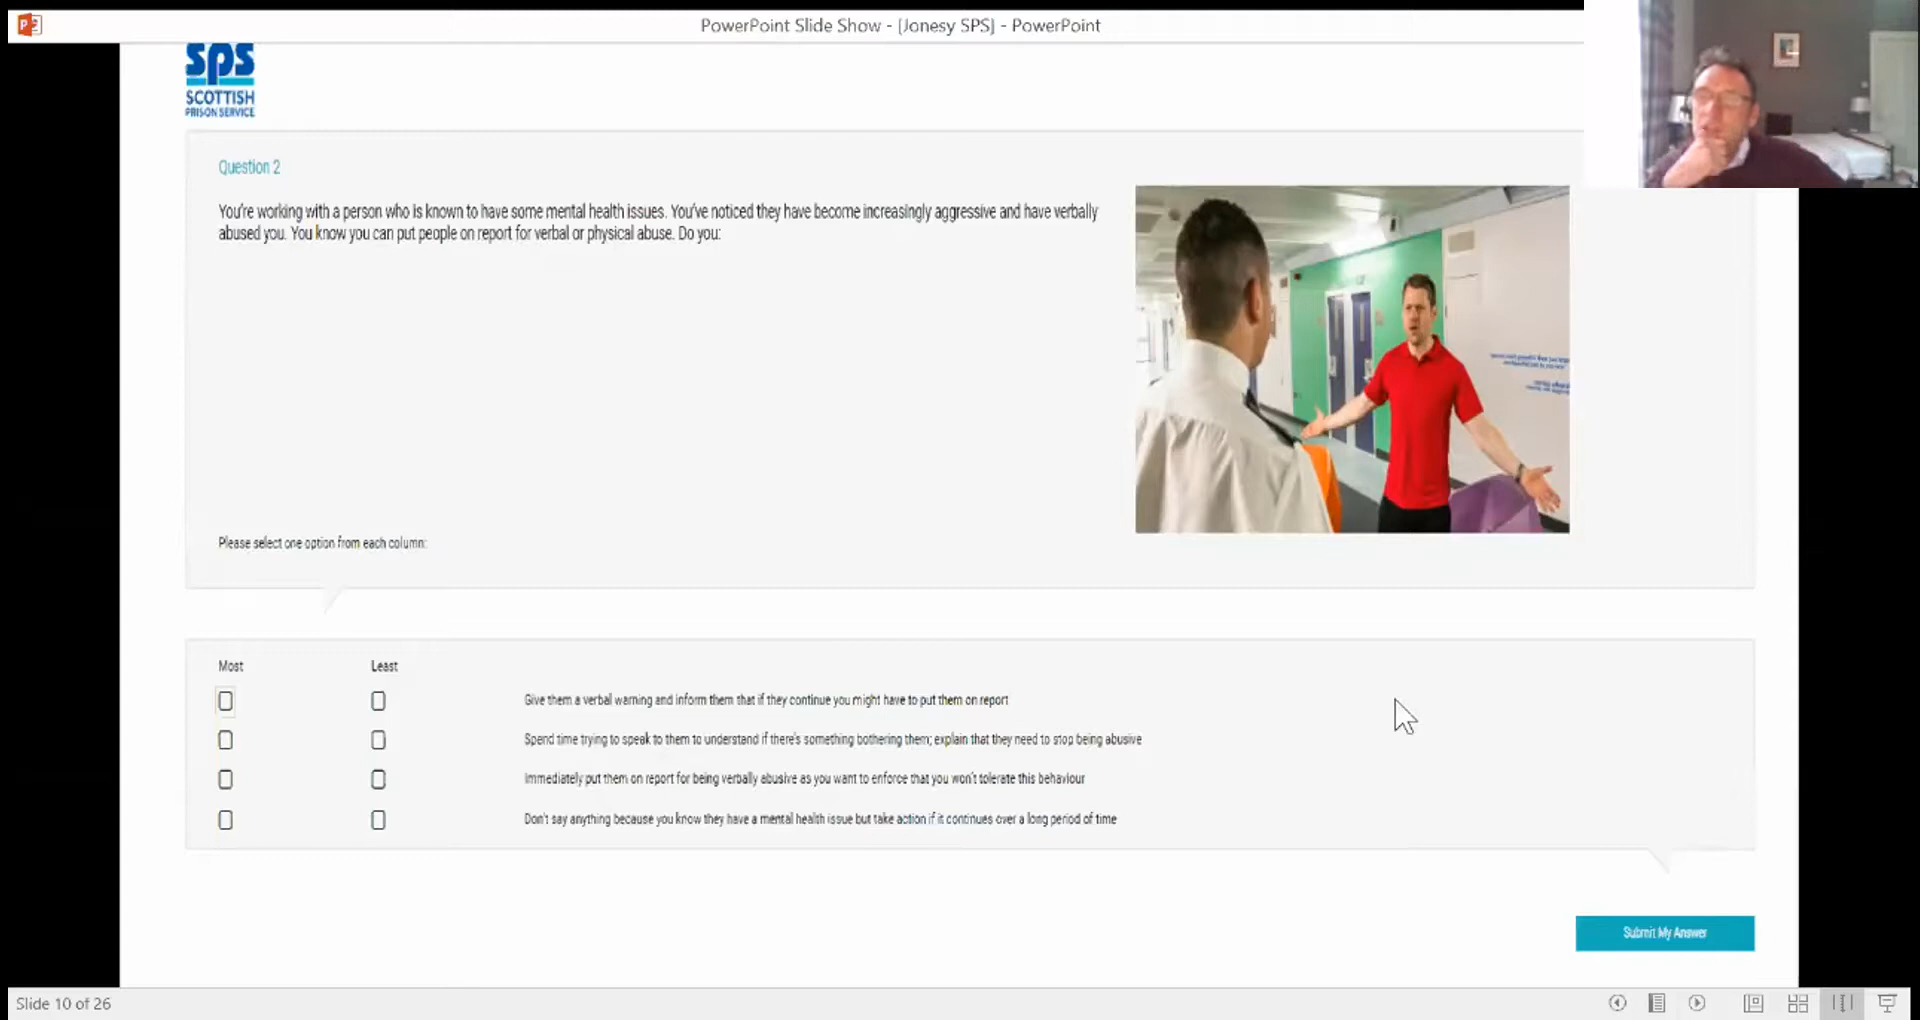 PowerPoint Slide Show - [Jonesy SPS] - PowerPoint
sps
SCOTTISH
PRISON SERVICE
Question 2
You're working with a person who is known to have some mental health issues. You've noticed they have become increasingly aggressive and have verbally
abused you. You know you can put people on report for verbal or physical abuse. Do you:
Please select one option from each column:
Most Least
Give them a verbal warning and inform them that if they continue you might have to put them on report
Spend time trying to speak to them to understand if there's something bothering them; explain that they need to stop being abusive
Immediately put them on report for being verbally abusive as you want to enforce that you won't tolerate this behaviour
Don't say anything because you know they have a mental health issue but take action if it continues over a long period of time
Submit My Answer
Slide 10 of 26